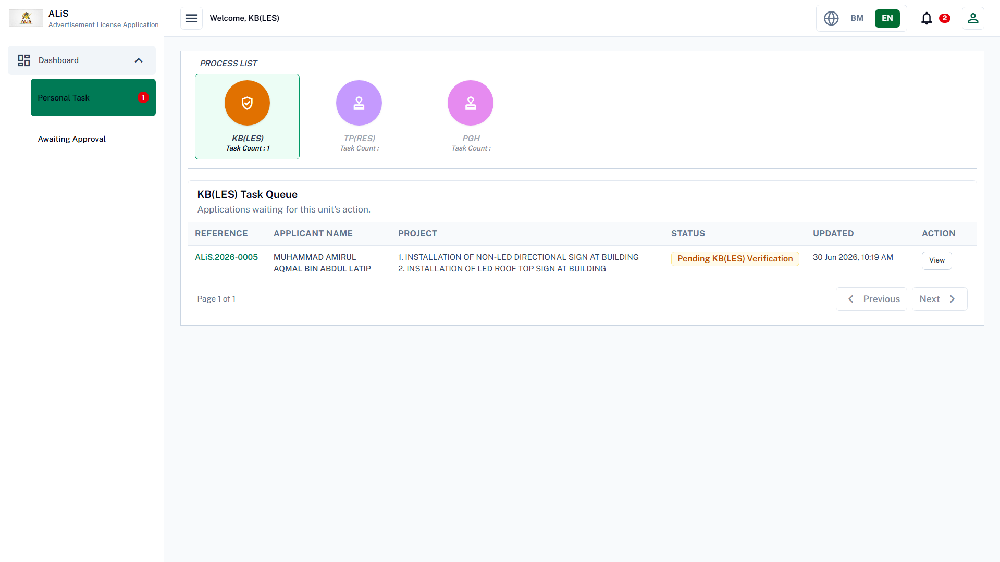 ALiS
Advertisement License Application
ALiS
Welcome, KB(LES)
BM
EN
2
Dashboard
Personal Task
1
Awaiting Approval
PROCESS LIST
KB(LES)
Task Count : 1
TP(RES)
Task Count :
PGH
Task Count :
KB(LES) Task Queue
Applications waiting for this unit's action.
REFERENCE APPLICANT NAME PROJECT STATUS UPDATED ACTION
ALiS.2026-0005
MUHAMMAD AMIRUL
AQMAL BIN ABDUL LATIP
1. INSTALLATION OF NON-LED DIRECTIONAL SIGN AT BUILDING
2. INSTALLATION OF LED ROOF TOP SIGN AT BUILDING
Pending KB(LES) Verification
30 Jun 2026, 10:19 AM
View
Page 1 of 1
Previous
Next